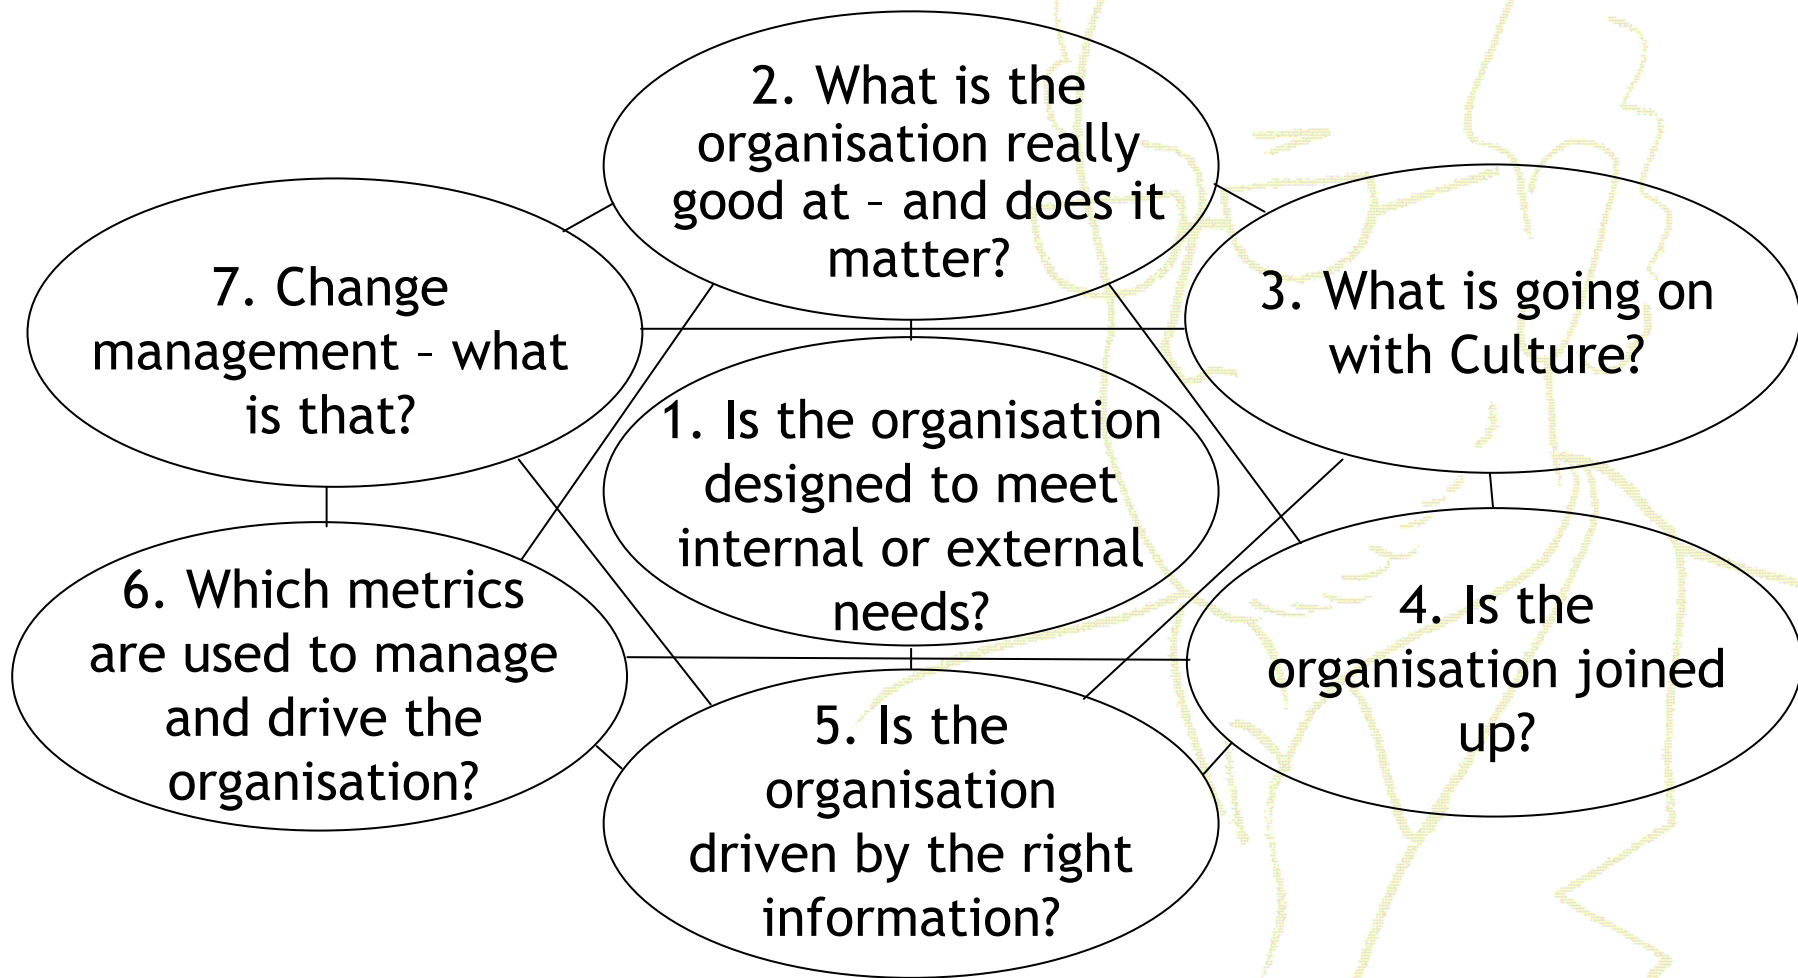 2. What is the
organisation really
good at – and does it
matter?
7. Change
management – what
is that?
3. What is going on
with Culture?
1. Is the organisation
designed to meet
internal or external
needs?
6. Which metrics
are used to manage
and drive the
organisation?
4. Is the
organisation joined
up?
5. Is the
organisation
driven by the right
information?